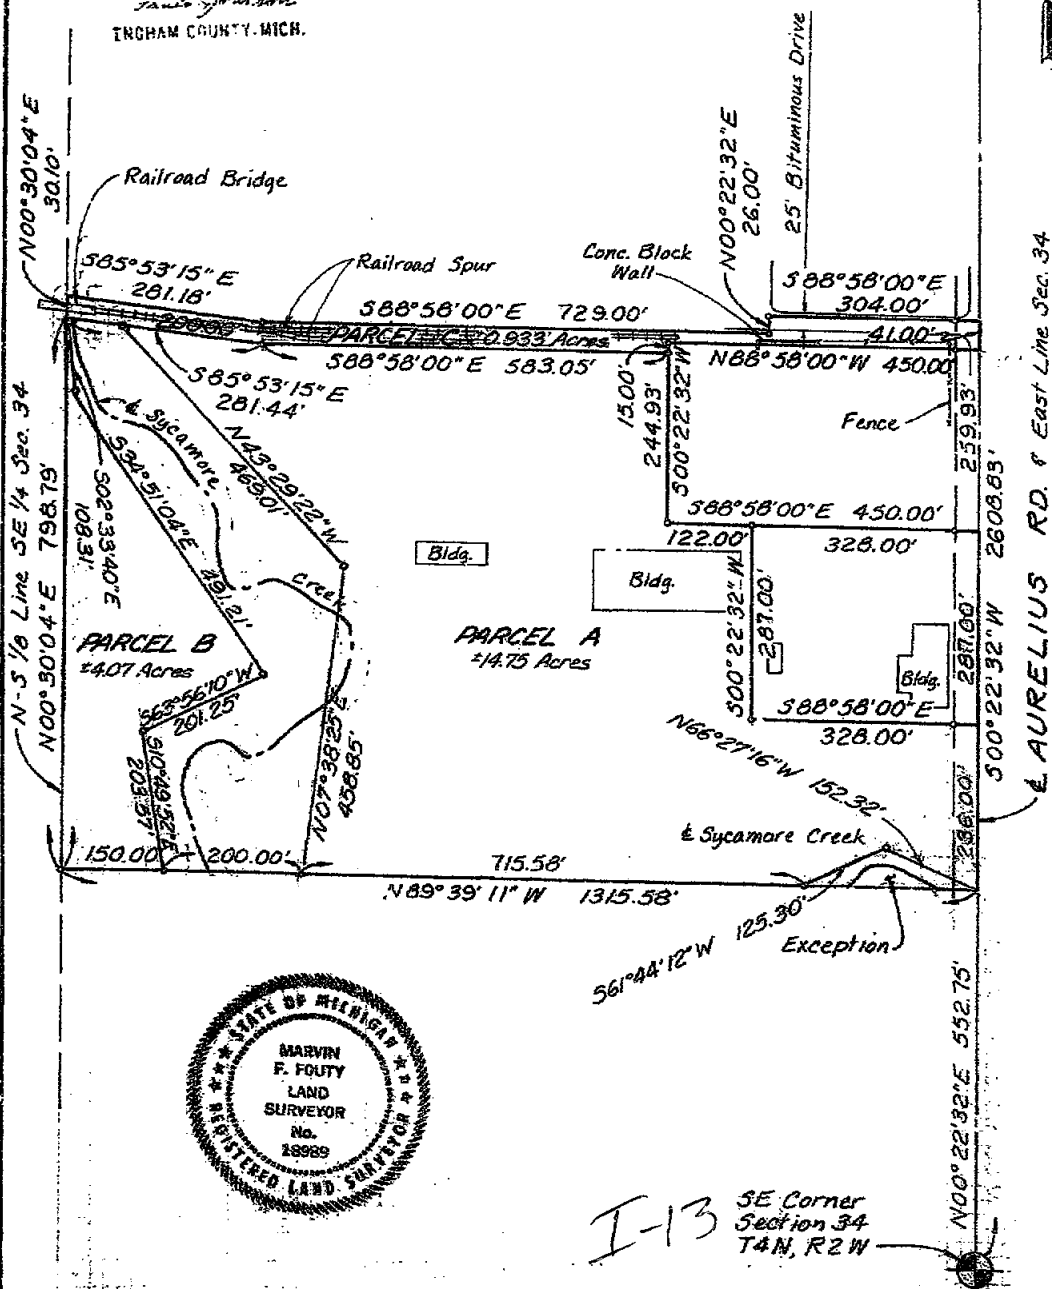 INGHAM COUNTY, MICH.
N00°30'04"E
30.10'
Railroad Bridge
N00°22'32"E
26.00'
25' Bituminous Drive
S85°53'15"E
281.18'
Railroad Spur
Conc. Block
Wall
S88°58'00"E
304.00'
S88°58'00"E 729.00'
200.00'
PARCEL "C" 0.933 Acres
41.00'
S88°58'00"E 583.05'
N88°58'00"W 450.00'
S85°53'15"E
281.44'
15.00'
244.93'
S00°22'32"W
Fence
259.93'
℄ Sycamore
Creek
N43°29'22"W
469.01'
S34°51'04"E 491.21'
S02°33'40"E
108.31'
N-S 1/8 Line SE 1/4 Sec. 34
N00°30'04"E 798.79'
S88°58'00"E 450.00'
122.00'
328.00'
Bldg.
Bldg.
S00°22'32"W
287.00'
287.00'
Bldg.
PARCEL B
±4.07 Acres
PARCEL A
±14.75 Acres
S63°56'10"W
201.25'
S10°49'52"E
203.57'
N07°38'25"E
458.85'
S88°58'00"E
328.00'
S00°22'32"W 2608.83'
℄ AURELIUS RD. & East Line Sec. 34
N66°27'16"W 152.32'
℄ Sycamore Creek
286.00'
150.00'
200.00'
715.58'
N89°39'11"W 1315.58'
S61°44'12"W 125.30'
Exception
N00°22'32"E 552.75'
STATE OF MICHIGAN
MARVIN
F. FOUTY
LAND
SURVEYOR
No.
28989
REGISTERED LAND SURVEYOR
I-13
SE Corner
Section 34
T4N, R2W